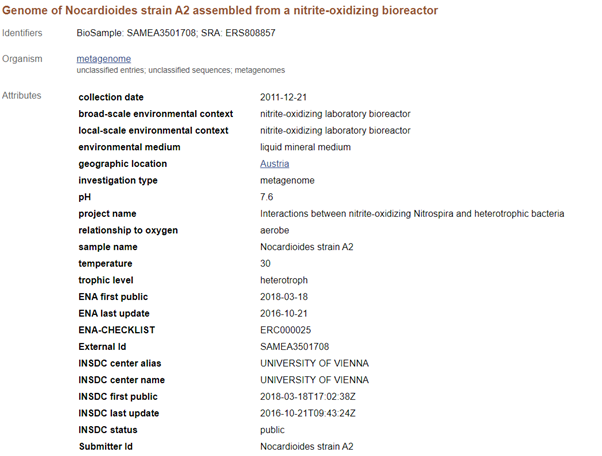 Genome of Nocardioides strain A2 assembled from a nitrite-oxidizing bioreactor
Identifiers BioSample: SAMEA3501708; SRA: ERS808857
Organism metagenome
unclassified entries; unclassified sequences; metagenomes
Attributes
collection date 2011-12-21
broad-scale environmental context nitrite-oxidizing laboratory bioreactor
local-scale environmental context nitrite-oxidizing laboratory bioreactor
environmental medium liquid mineral medium
geographic location Austria
investigation type metagenome
pH 7.6
project name Interactions between nitrite-oxidizing Nitrospira and heterotrophic bacteria
relationship to oxygen aerobe
sample name Nocardioides strain A2
temperature 30
trophic level heterotroph
ENA first public 2018-03-18
ENA last update 2016-10-21
ENA-CHECKLIST ERC000025
External Id SAMEA3501708
INSDC center alias UNIVERSITY OF VIENNA
INSDC center name UNIVERSITY OF VIENNA
INSDC first public 2018-03-18T17:02:38Z
INSDC last update 2016-10-21T09:43:24Z
INSDC status public
Submitter Id Nocardioides strain A2